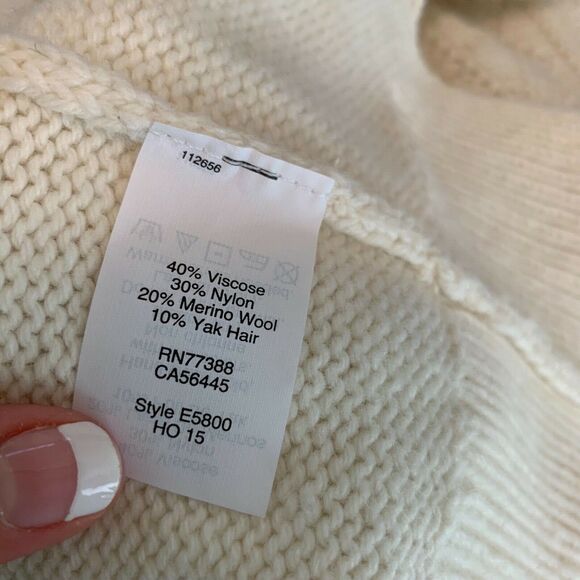 112656
40% Viscose
30% Nylon
20% Merino Wool
10% Yak Hair
RN77388
CA56445
Style E5800
HO 15